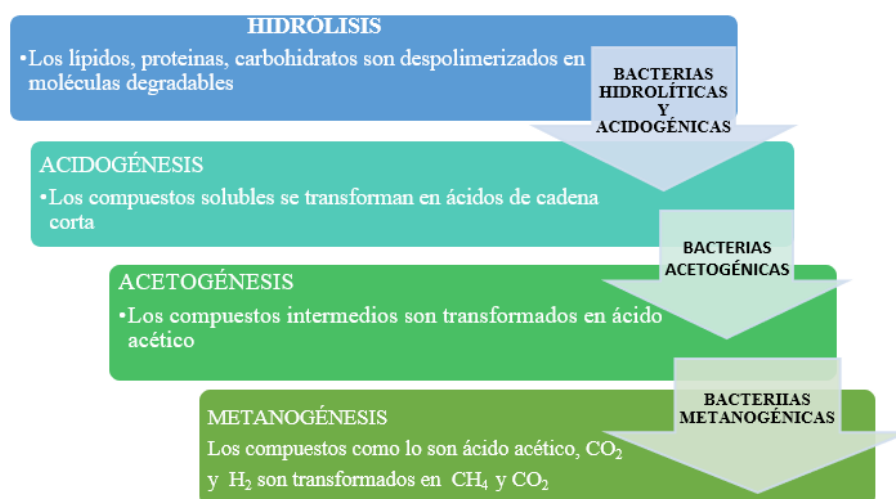 HIDRÓLISIS
•Los lípidos, proteinas, carbohidratos son despolimerizados en
moléculas degradables
BACTERIAS
HIDROLÍTICAS
Y
ACIDOGÉNICAS
ACIDOGÉNESIS
•Los compuestos solubles se transforman en ácidos de cadena
corta
BACTERIAS
ACETOGÉNICAS
ACETOGÉNESIS
•Los compuestos intermedios son transformados en ácido
acético
BACTERIIAS
METANOGÉNICAS
METANOGÉNESIS
Los compuestos como lo son ácido acético, CO₂
y H₂ son transformados en CH₄ y CO₂